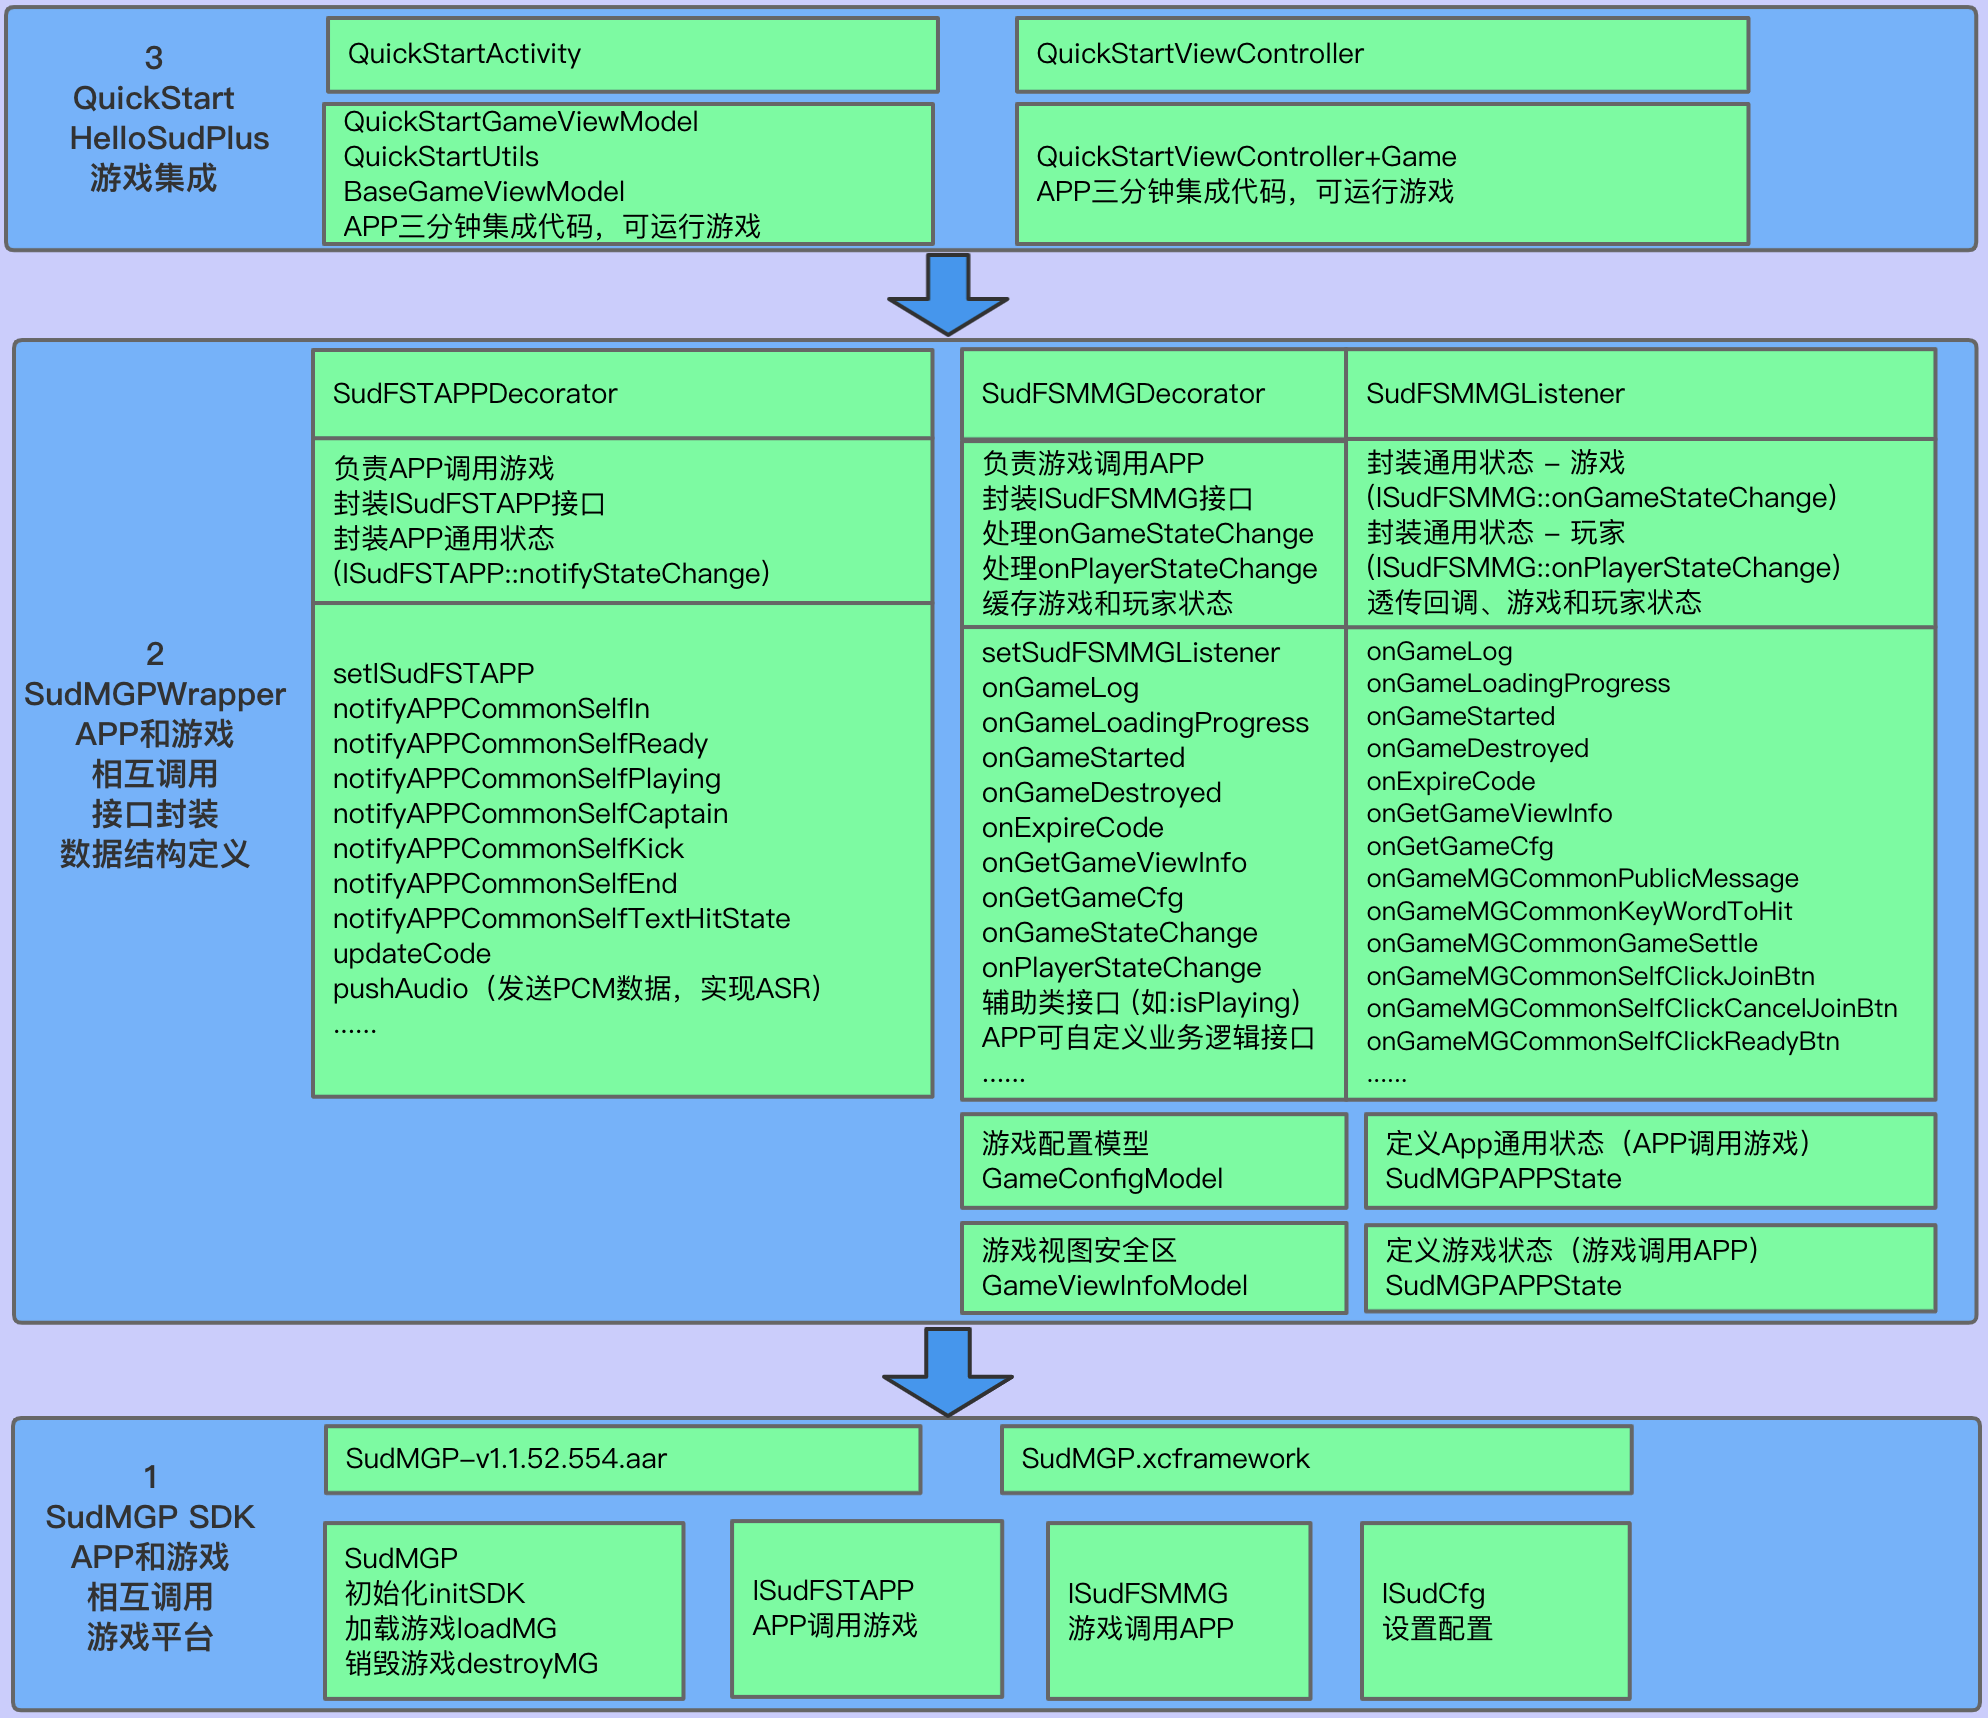 3
QuickStart
HelloSudPlus
游戏集成
QuickStartActivity
QuickStartViewController
QuickStartGameViewModel
QuickStartUtils
BaseGameViewModel
APP三分钟集成代码，可运行游戏
QuickStartViewController+Game
APP三分钟集成代码，可运行游戏
2
SudMGPWrapper
APP和游戏
相互调用
接口封装
数据结构定义
SudFSTAPPDecorator
负责APP调用游戏
封装ISudFSTAPP接口
封装APP通用状态
(ISudFSTAPP::notifyStateChange)
setISudFSTAPP
notifyAPPCommonSelfIn
notifyAPPCommonSelfReady
notifyAPPCommonSelfPlaying
notifyAPPCommonSelfCaptain
notifyAPPCommonSelfKick
notifyAPPCommonSelfEnd
notifyAPPCommonSelfTextHitState
updateCode
pushAudio（发送PCM数据，实现ASR）
......
SudFSMMGDecorator
负责游戏调用APP
封装ISudFSMMG接口
处理onGameStateChange
处理onPlayerStateChange
缓存游戏和玩家状态
setSudFSMMGListener
onGameLog
onGameLoadingProgress
onGameStarted
onGameDestroyed
onExpireCode
onGetGameViewInfo
onGetGameCfg
onGameStateChange
onPlayerStateChange
辅助类接口 (如:isPlaying)
APP可自定义业务逻辑接口
......
SudFSMMGListener
封装通用状态 – 游戏
(ISudFSMMG::onGameStateChange)
封装通用状态 – 玩家
(ISudFSMMG::onPlayerStateChange)
透传回调、游戏和玩家状态
onGameLog
onGameLoadingProgress
onGameStarted
onGameDestroyed
onExpireCode
onGetGameViewInfo
onGetGameCfg
onGameMGCommonPublicMessage
onGameMGCommonKeyWordToHit
onGameMGCommonGameSettle
onGameMGCommonSelfClickJoinBtn
onGameMGCommonSelfClickCancelJoinBtn
onGameMGCommonSelfClickReadyBtn
......
游戏配置模型
GameConfigModel
定义App通用状态（APP调用游戏）
SudMGPAPPState
游戏视图安全区
GameViewInfoModel
定义游戏状态（游戏调用APP）
SudMGPAPPState
1
SudMGP SDK
APP和游戏
相互调用
游戏平台
SudMGP–v1.1.52.554.aar
SudMGP.xcframework
SudMGP
初始化initSDK
加载游戏loadMG
销毁游戏destroyMG
ISudFSTAPP
APP调用游戏
ISudFSMMG
游戏调用APP
ISudCfg
设置配置